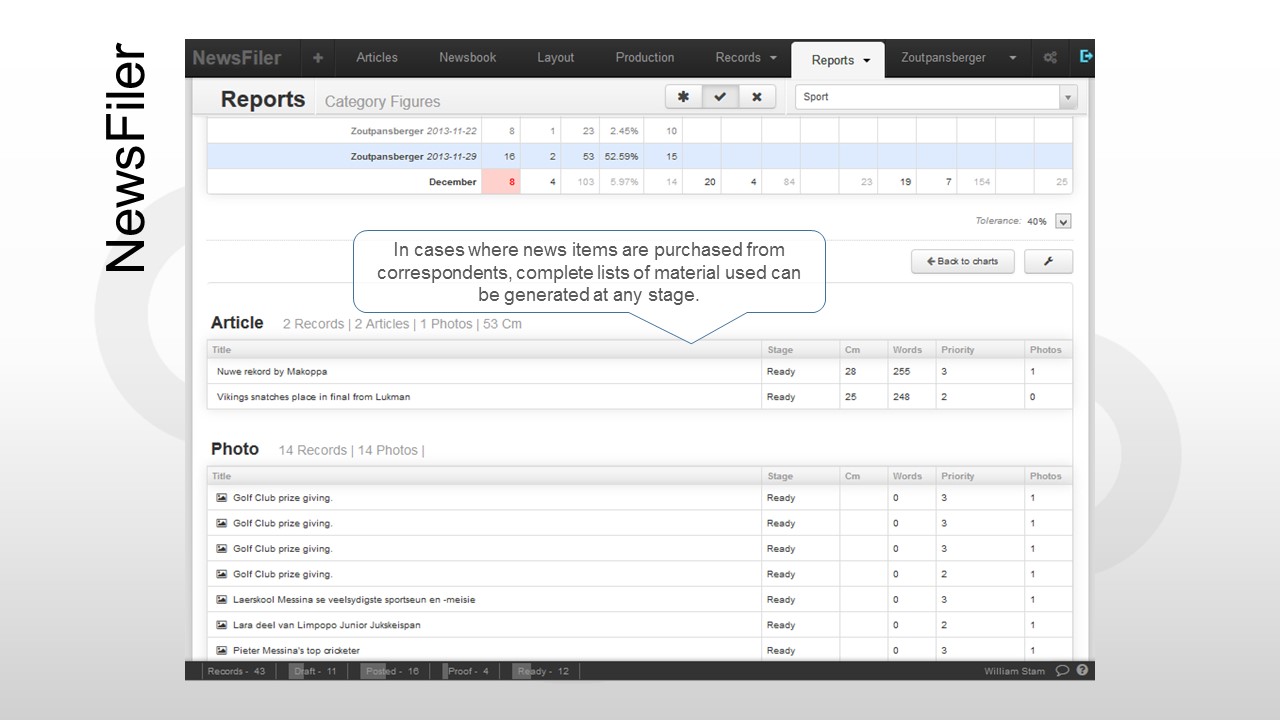 NewsFiler
NewsFiler Articles Newsbook Layout Production Records Reports Zoutpansberger
Reports Category Figures Sport
Zoutpansberger 2013-11-22 8 1 23 2.45% 10
Zoutpansberger 2013-11-29 16 2 53 52.59% 15
December 8 4 103 5.97% 14 20 4 84 23 19 7 154 25
Tolerance: 40%
In cases where news items are purchased from
correspondents, complete lists of material used can
be generated at any stage.
Back to charts
Article 2 Records | 2 Articles | 1 Photos | 53 Cm
Title Stage Cm Words Priority Photos
Nuwe rekord by Makoppa Ready 28 255 3 1
Vikings snatches place in final from Lukman Ready 25 248 2 0
Photo 14 Records | 14 Photos |
Title Stage Cm Words Priority Photos
Golf Club prize giving. Ready 0 3 1
Golf Club prize giving. Ready 0 3 1
Golf Club prize giving. Ready 0 3 1
Golf Club prize giving. Ready 0 2 1
Laerskool Messina se veelsydigste sportseun en -meisie Ready 0 3 1
Lara deel van Limpopo Junior Jukskeispan Ready 0 2 1
Pieter Messina's top cricketer Ready 0 3 1
Records - 43 Draft - 11 Posted - 16 Proof - 4 Ready - 12 William Stam